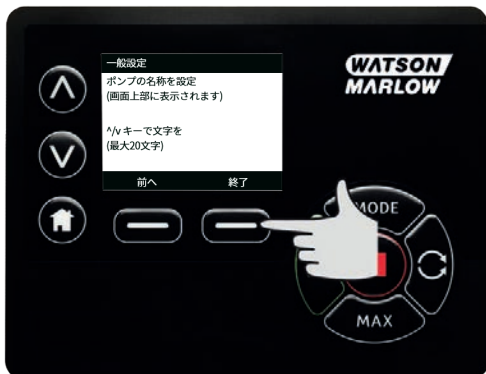 一般設定
ポンプの名称を設定
(画面上部に表示されます)
^/v キーで文字を
(最大20文字)
前へ 終了
WATSON
MARLOW
MODE
MAX